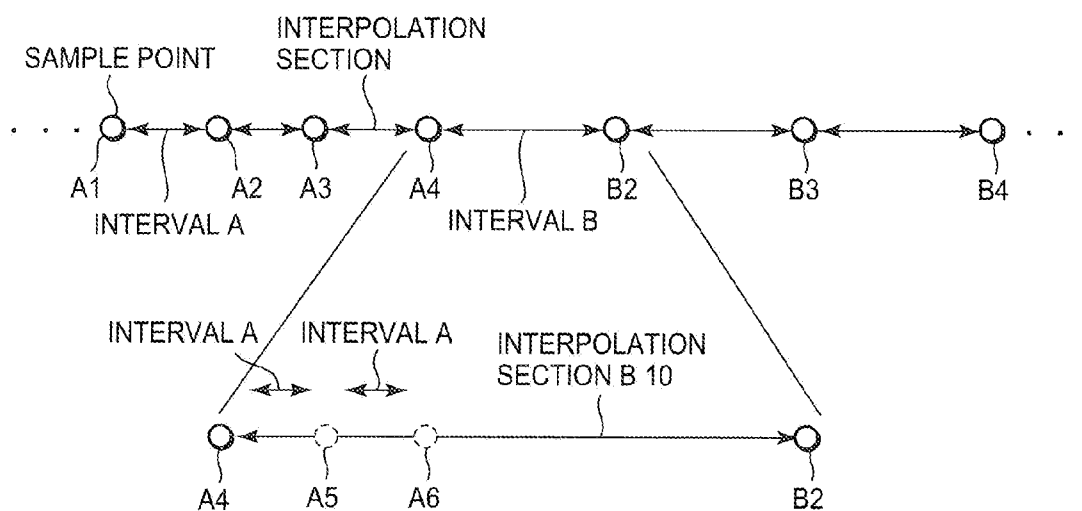 INTERPOLATION
SECTION
SAMPLE POINT
A1
A2
A3
A4
B2
B3
B4
INTERVAL A
INTERVAL B
INTERVAL A
INTERVAL A
INTERPOLATION
SECTION B 10
A4
A5
A6
B2